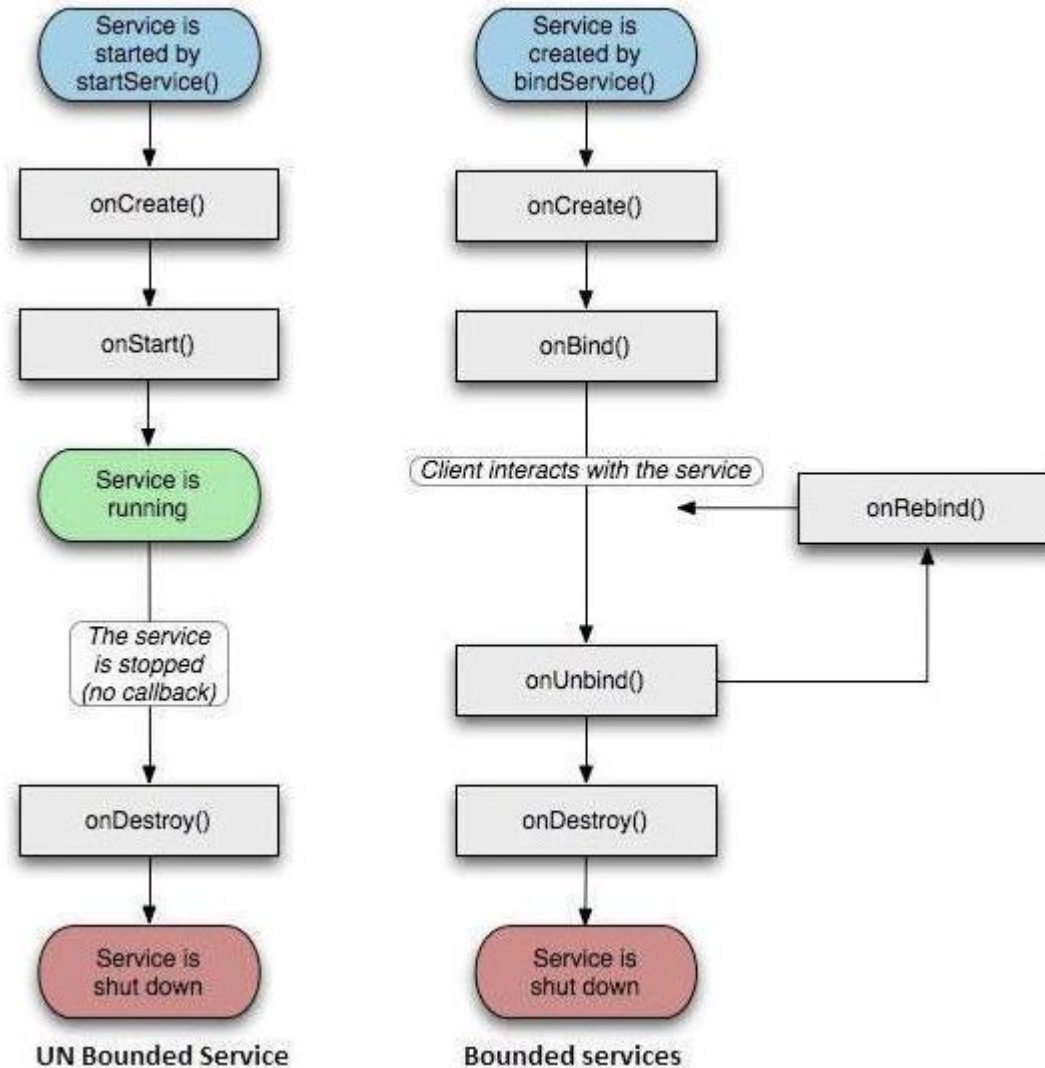 Service is
started by
startService()
onCreate()
onStart()
Service is
running
The service
is stopped
(no callback)
onDestroy()
Service is
shut down
UN Bounded Service
Service is
created by
bindService()
onCreate()
onBind()
Client interacts with the service
onRebind()
onUnbind()
onDestroy()
Service is
shut down
Bounded services